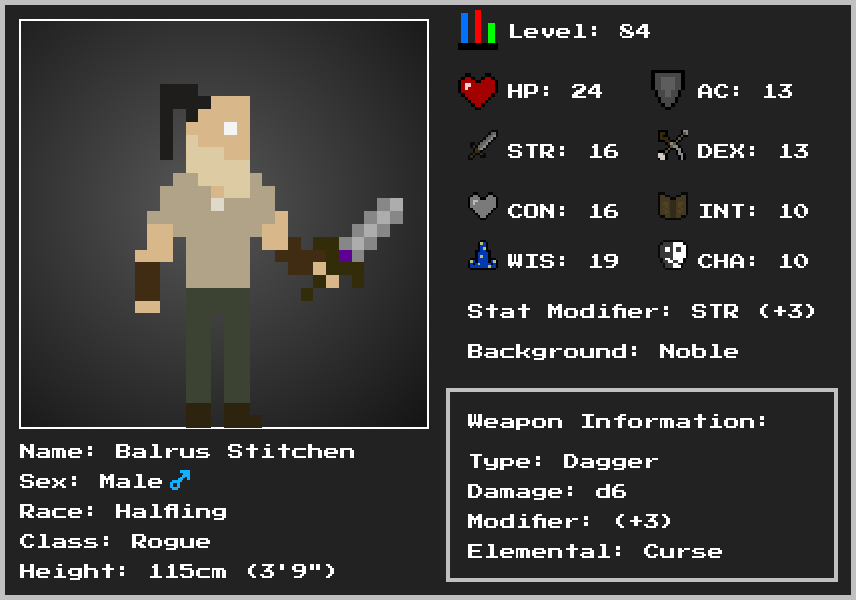 Level: 84
HP: 24 AC: 13
STR: 16 DEX: 13
CON: 16 INT: 10
WIS: 19 CHA: 10
Stat Modifier: STR (+3)
Background: Noble
Weapon Information:
Type: Dagger
Damage: d6
Modifier: (+3)
Elemental: Curse
Name: Balrus Stitchen
Sex: Male ♂
Race: Halfling
Class: Rogue
Height: 115cm (3'9")